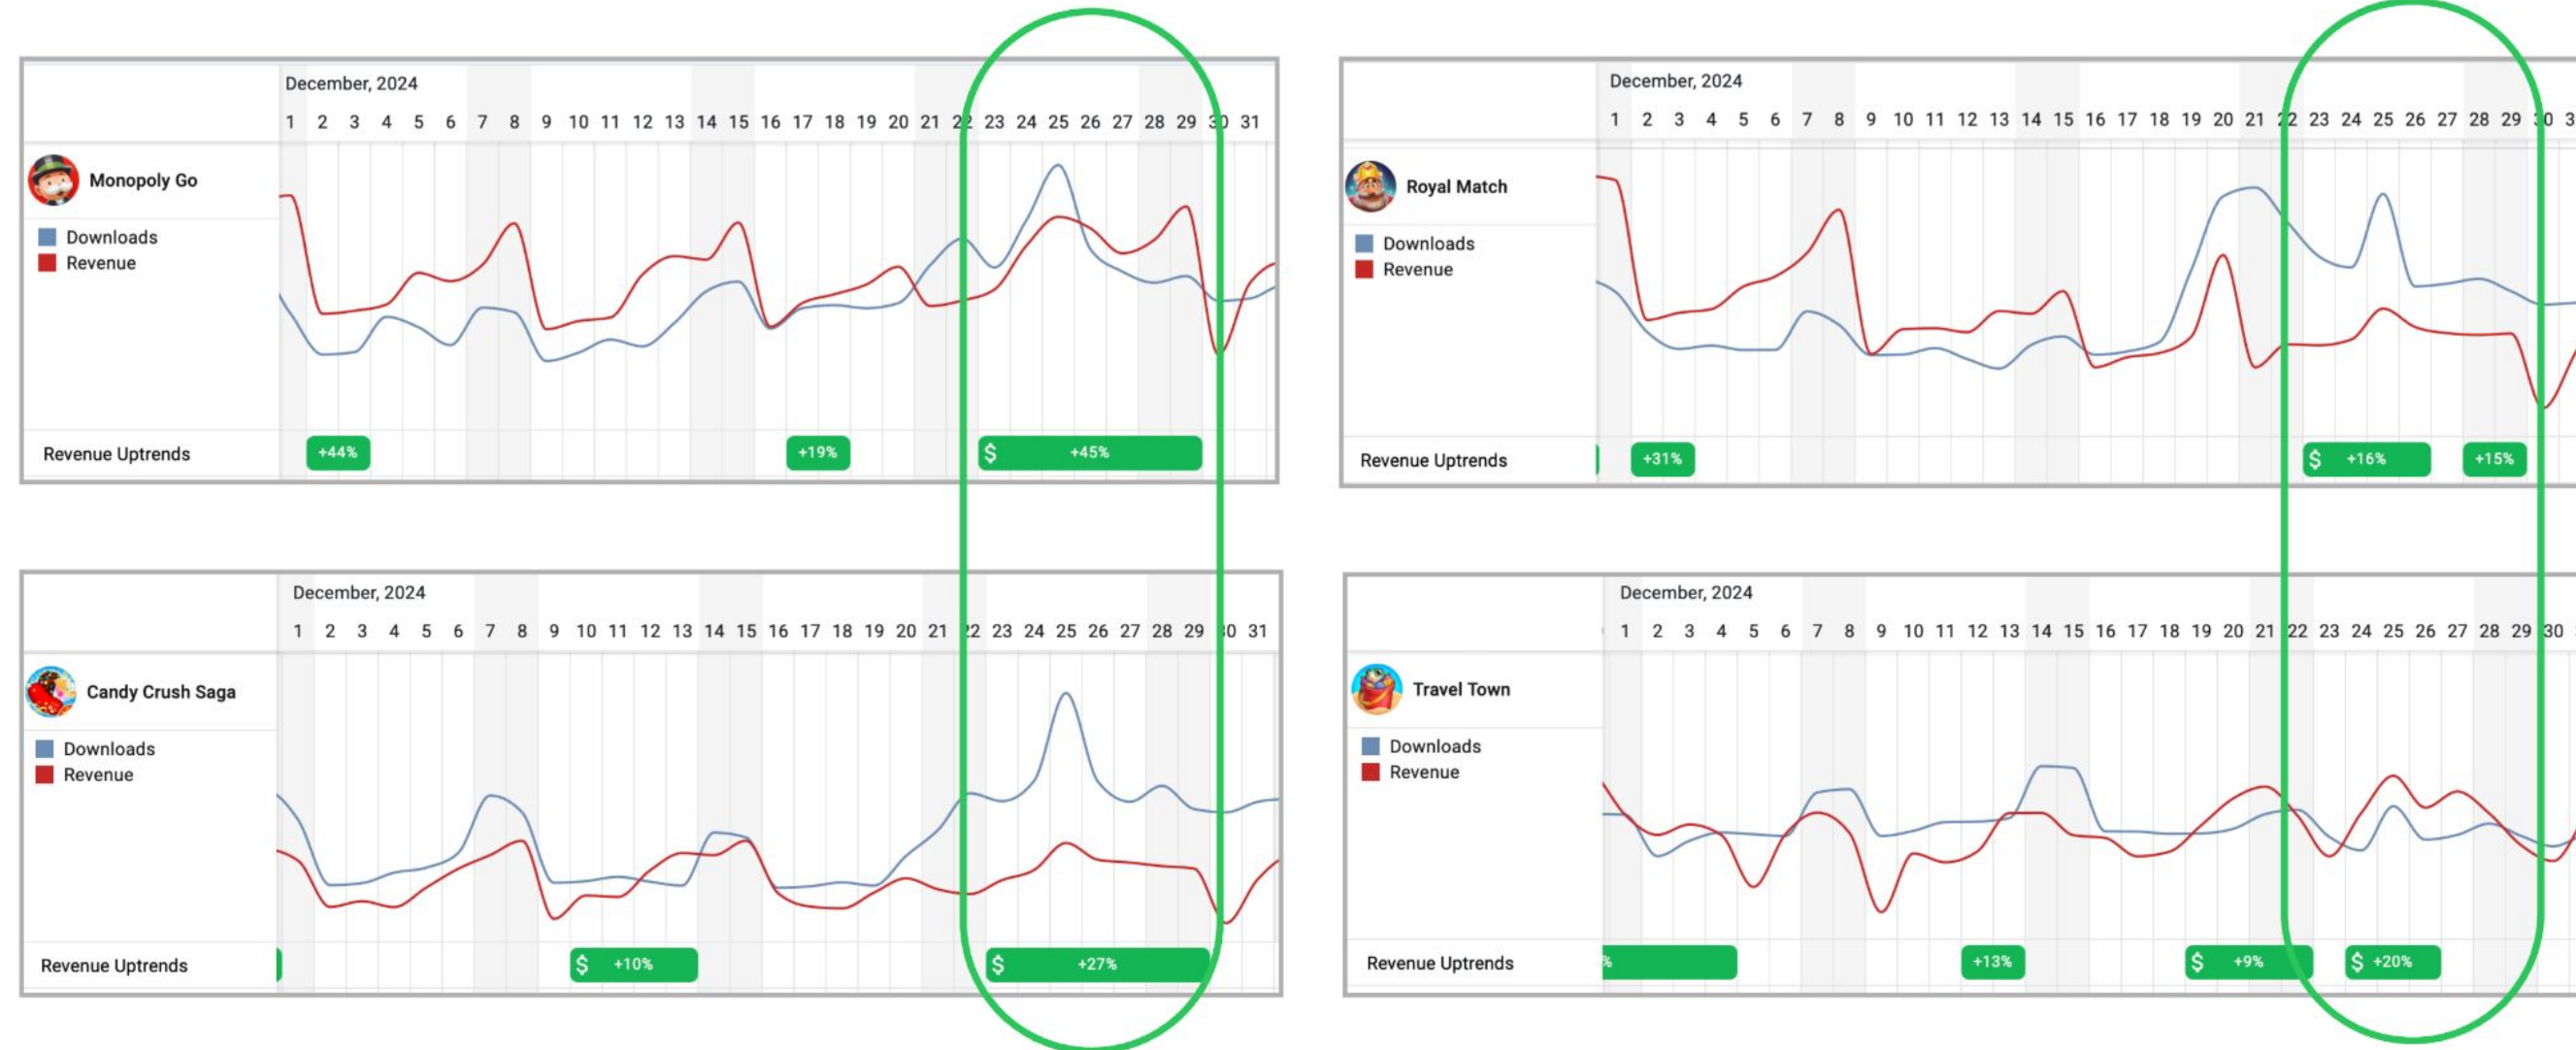 December, 2024
1 2 3 4 5 6 7 8 9 10 11 12 13 14 15 16 17 18 19 20 21 22 23 24 25 26 27 28 29 30 31
Monopoly Go
Downloads
Revenue
Revenue Uptrends
+44%
+19%
$ +45%
December, 2024
1 2 3 4 5 6 7 8 9 10 11 12 13 14 15 16 17 18 19 20 21 22 23 24 25 26 27 28 29 30 3
Royal Match
Downloads
Revenue
Revenue Uptrends
+31%
$ +16%
+15%
December, 2024
1 2 3 4 5 6 7 8 9 10 11 12 13 14 15 16 17 18 19 20 21 22 23 24 25 26 27 28 29 30 31
Candy Crush Saga
Downloads
Revenue
Revenue Uptrends
$ +10%
$ +27%
December, 2024
1 2 3 4 5 6 7 8 9 10 11 12 13 14 15 16 17 18 19 20 21 22 23 24 25 26 27 28 29 30
Travel Town
Downloads
Revenue
Revenue Uptrends
%
+13%
$ +9%
$ +20%